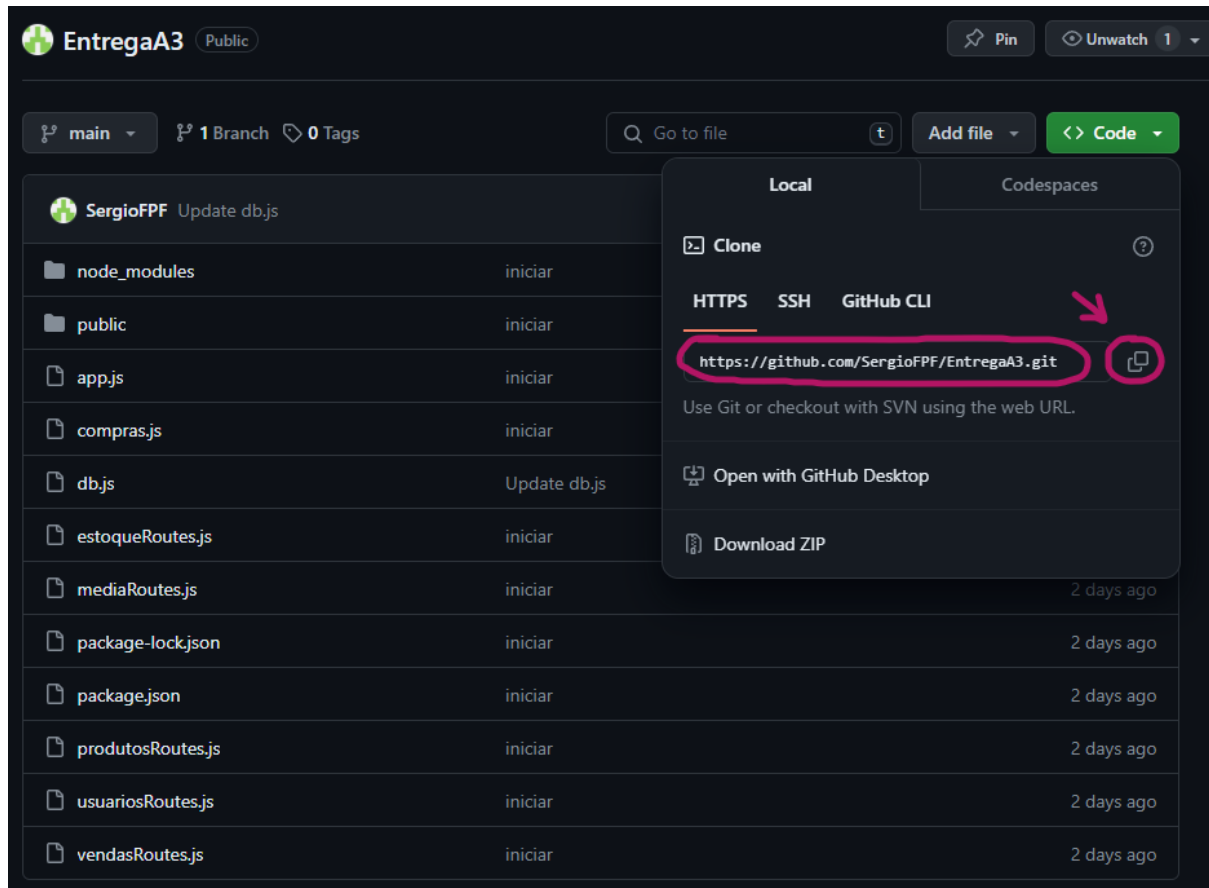 EntregaA3 Public Pin Unwatch 1
main 1 Branch 0 Tags Go to file t Add file <> Code
Local Codespaces
SergioFPF Update db.js
Clone
node_modules iniciar
HTTPS SSH GitHub CLI
public iniciar
https://github.com/SergioFPF/EntregaA3.git
app.js iniciar
Use Git or checkout with SVN using the web URL.
compras.js iniciar
db.js Update db.js
Open with GitHub Desktop
estoqueRoutes.js iniciar
Download ZIP
mediaRoutes.js iniciar 2 days ago
package-lock.json iniciar 2 days ago
package.json iniciar 2 days ago
produtosRoutes.js iniciar 2 days ago
usuariosRoutes.js iniciar 2 days ago
vendasRoutes.js iniciar 2 days ago